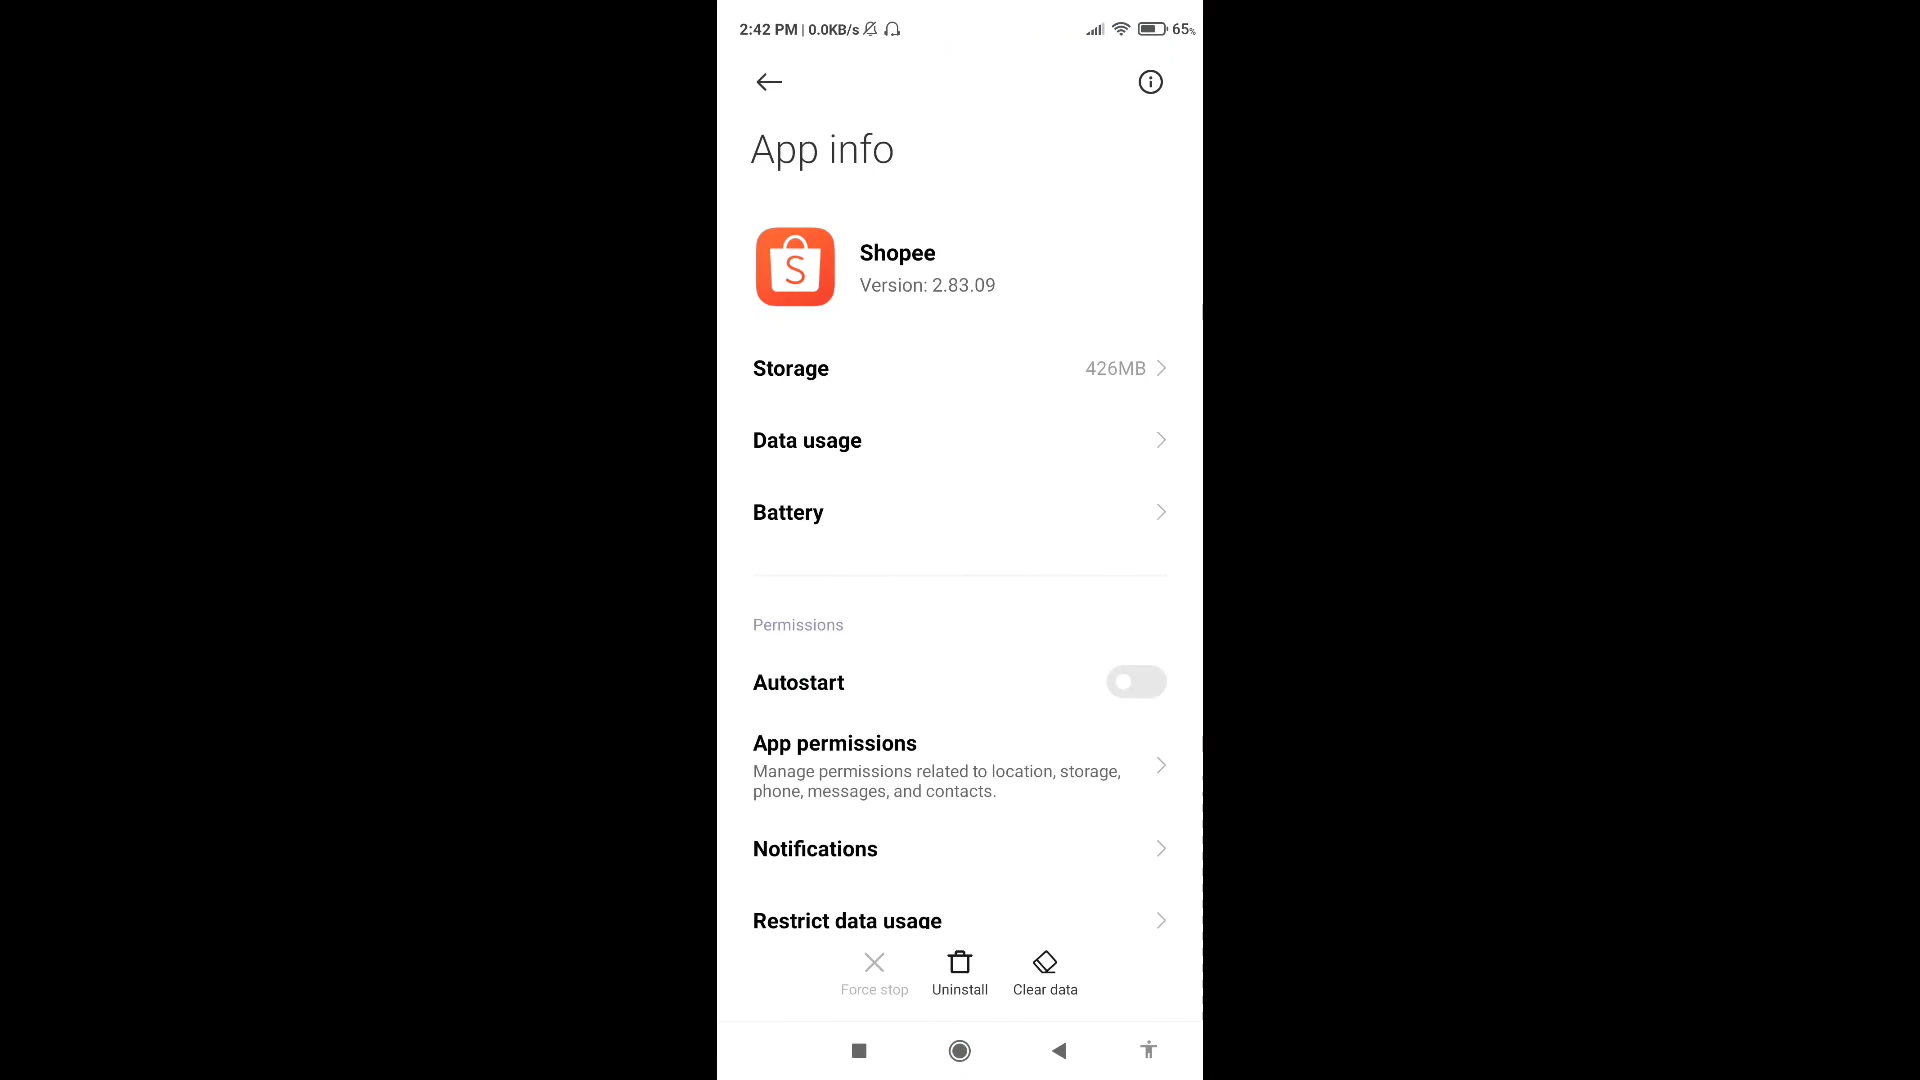 2:42 PM | 0.0KB/s 65%
App info
S
Shopee
Version: 2.83.09
Storage 426MB
Data usage
Battery
Permissions
Autostart
App permissions
Manage permissions related to location, storage,
phone, messages, and contacts.
Notifications
Restrict data usage
Force stop Uninstall Clear data